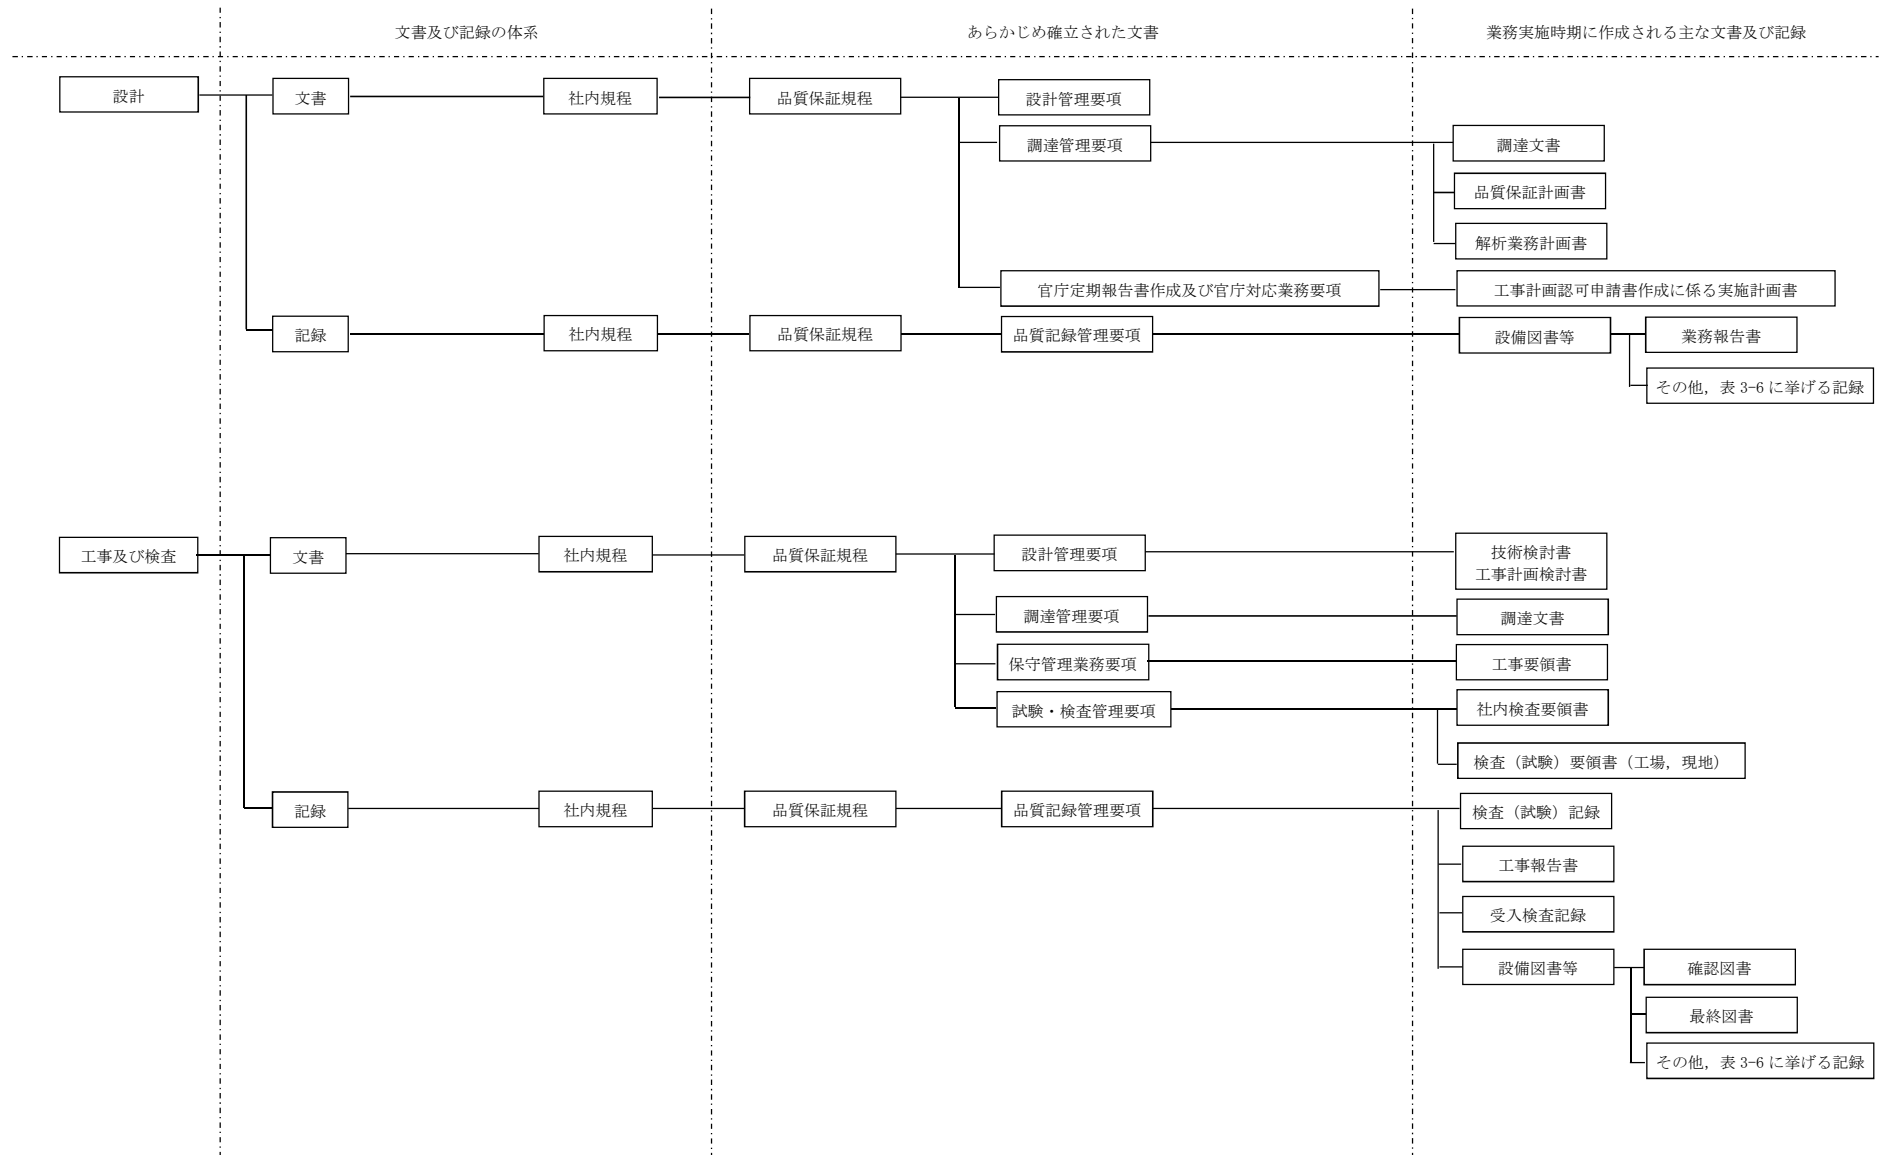 文書及び記録の体系
あらかじめ確立された文書
業務実施時期に作成される主な文書及び記録
設計
文書
社内規程
品質保証規程
設計管理要項
調達管理要項
調達文書
品質保証計画書
解析業務計画書
官庁定期報告書作成及び官庁対応業務要項
工事計画認可申請書作成に係る実施計画書
記録
社内規程
品質保証規程
品質記録管理要項
設備図書等
業務報告書
その他，表 3-6 に挙げる記録
工事及び検査
文書
社内規程
品質保証規程
設計管理要項
技術検討書
工事計画検討書
調達管理要項
調達文書
保守管理業務要項
工事要領書
試験・検査管理要項
社内検査要領書
検査（試験）要領書（工場，現地）
記録
社内規程
品質保証規程
品質記録管理要項
検査（試験）記録
工事報告書
受入検査記録
設備図書等
確認図書
最終図書
その他，表 3-6 に挙げる記録